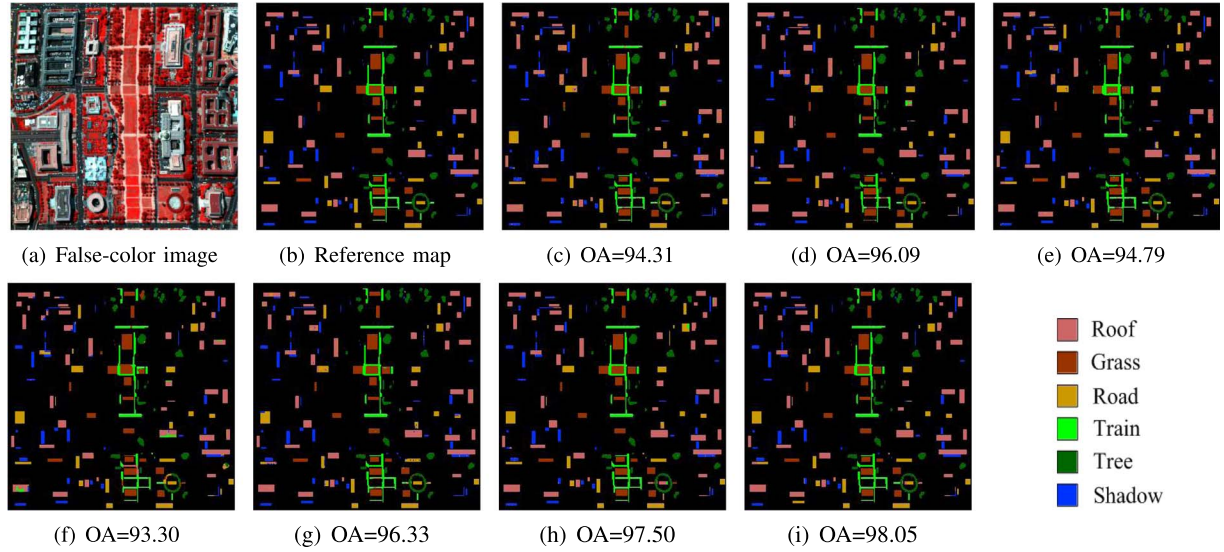 (a) False-color image
(b) Reference map
(c) OA=94.31
(d) OA=96.09
(e) OA=94.79
(f) OA=93.30
(g) OA=96.33
(h) OA=97.50
(i) OA=98.05
Roof
Grass
Road
Train
Tree
Shadow